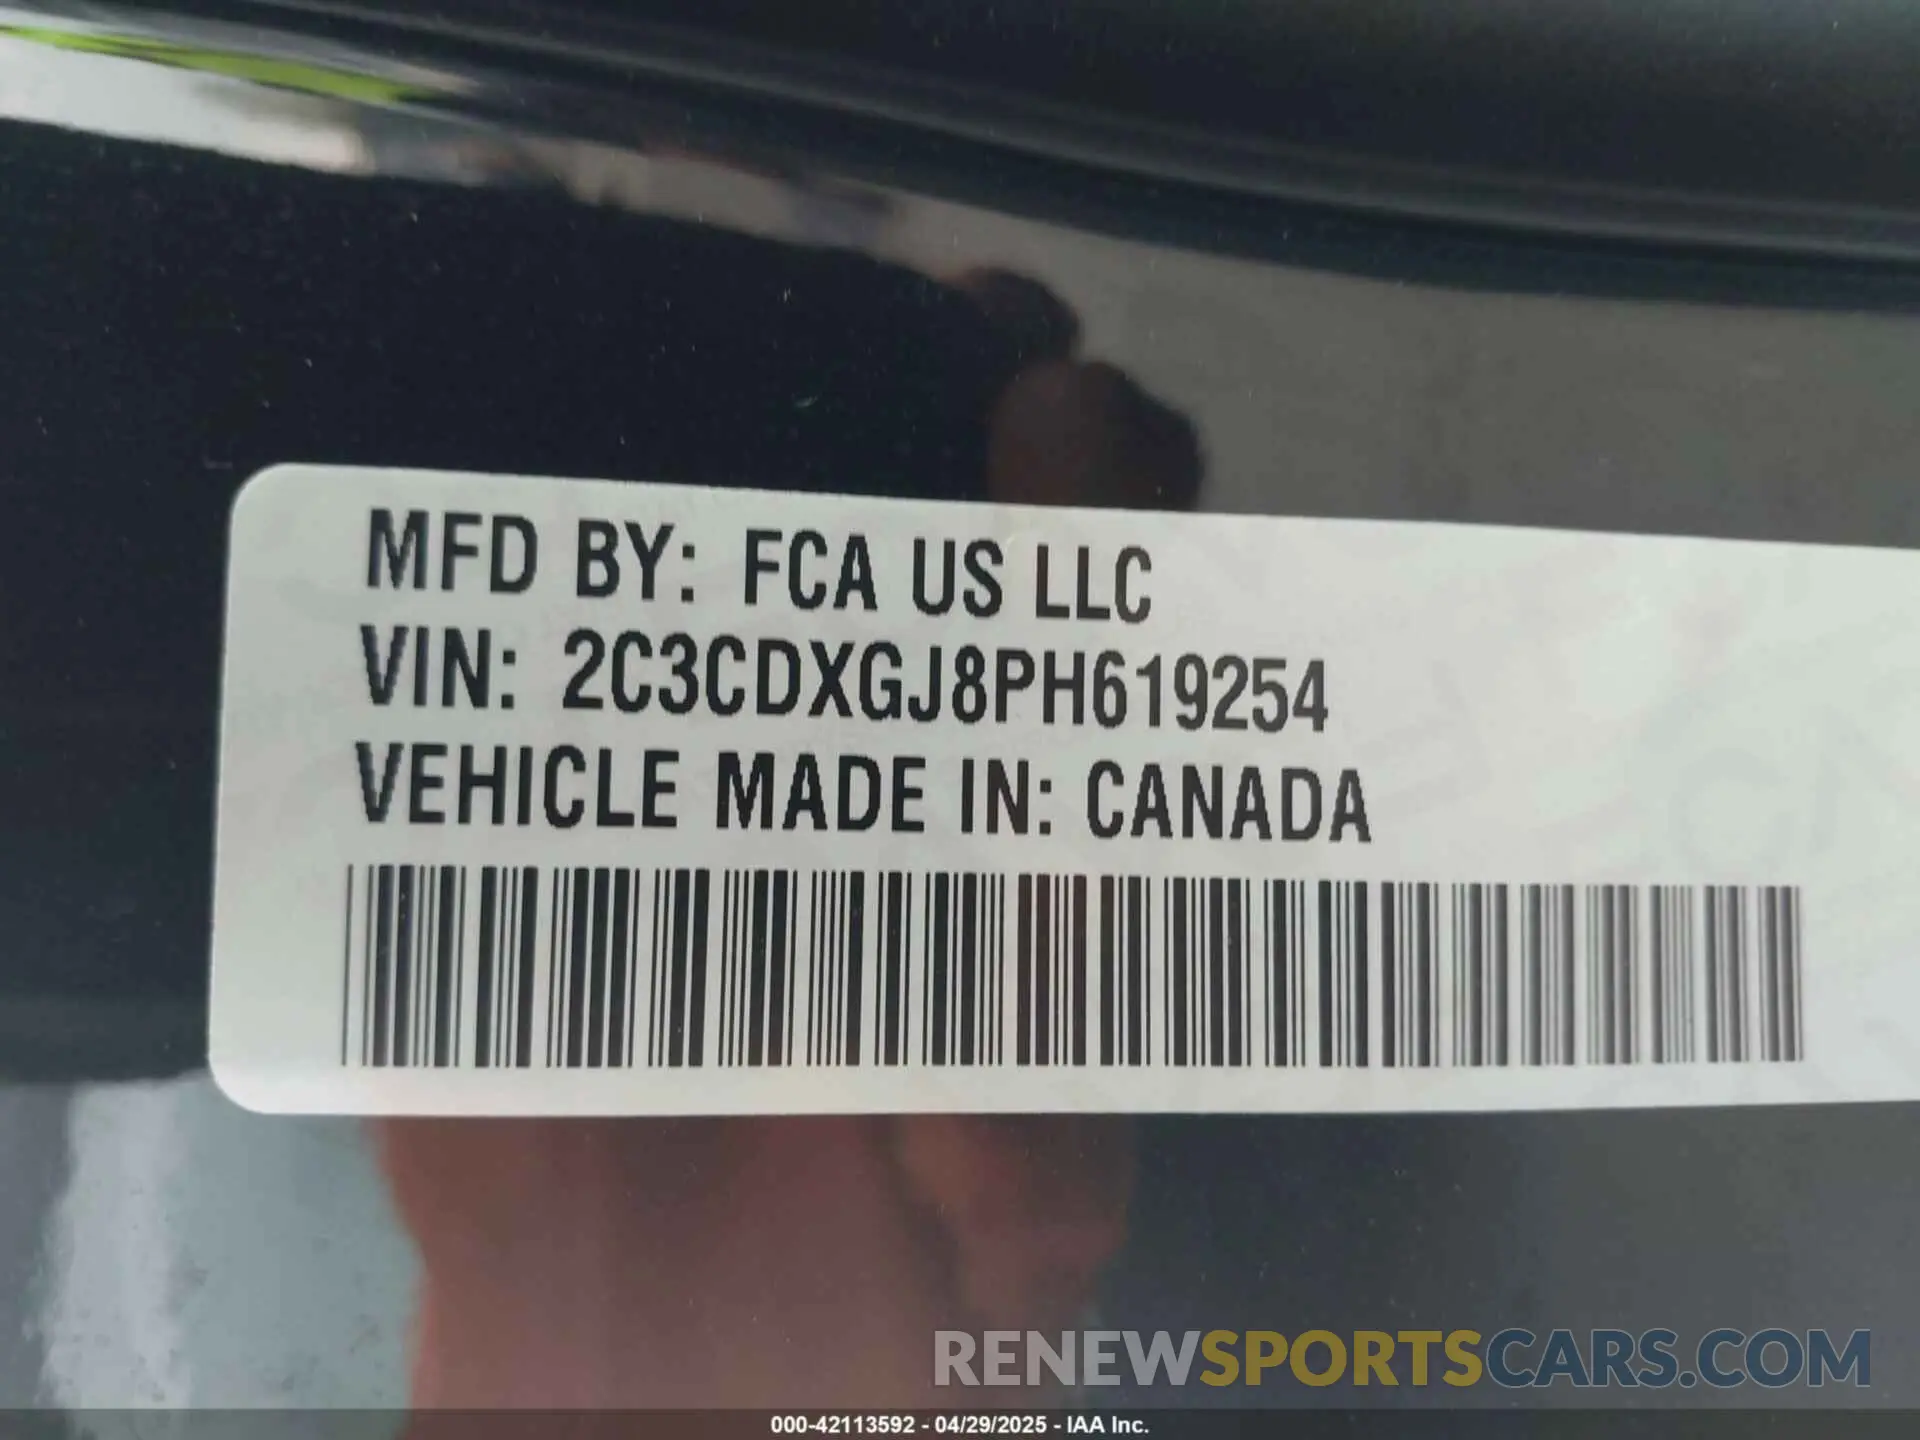 MFD BY: FCA US LLC
VIN: 2C3CDXGJ8PH619254
VEHICLE MADE IN: CANADA
RENEWSPORTSCARS.COM
000-42113592 - 04/29/2025 - IAA Inc.